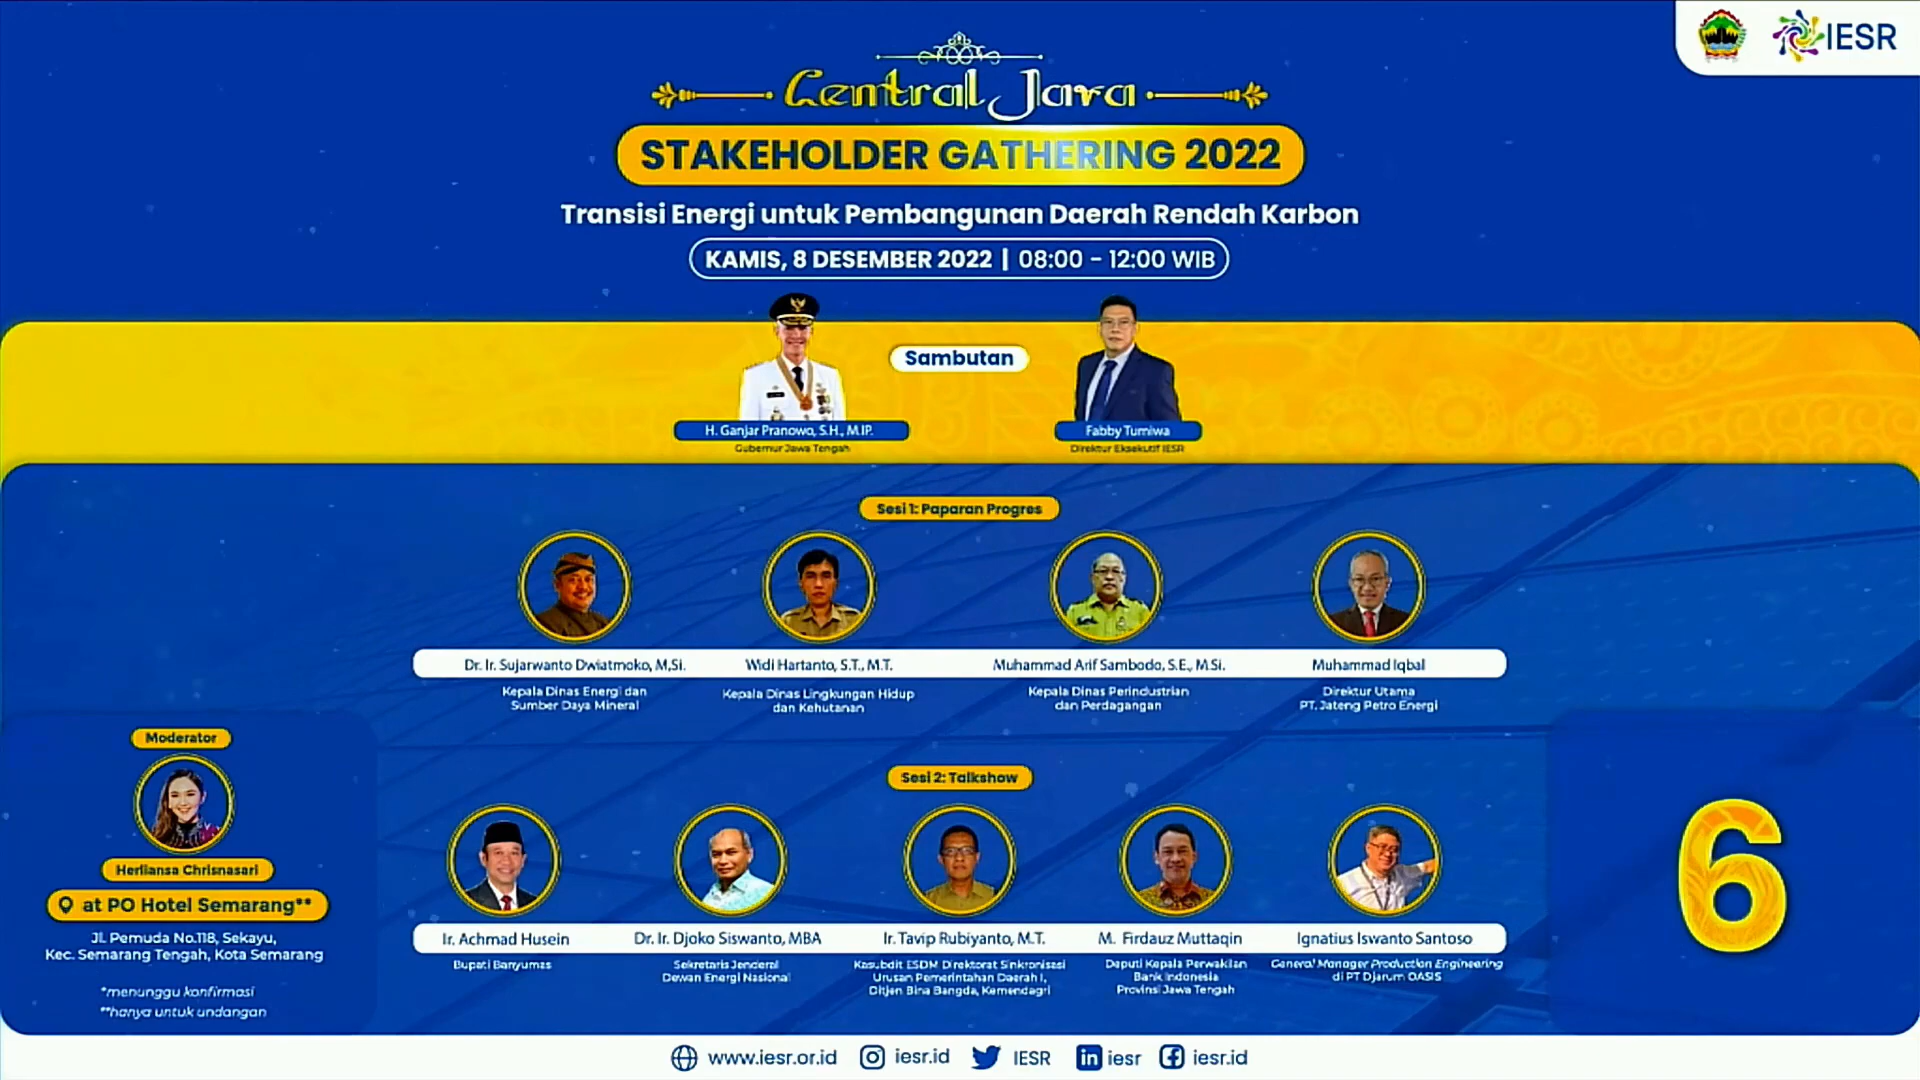 IESR
Central Java
STAKEHOLDER GATHERING 2022
Transisi Energi untuk Pembangunan Daerah Rendah Karbon
KAMIS, 8 DESEMBER 2022 | 08:00 - 12:00 WIB
Sambutan
H. Ganjar Pranowo, S.H., M.IP.
Gubernur Jawa Tengah
Fabby Tumiwa
Direktur Eksekutif IESR
Sesi 1: Paparan Progres
Dr. Ir. Sujarwanto Dwiatmoko, M,Si.
Kepala Dinas Energi dan
Sumber Daya Mineral
Widi Hartanto, S.T., M.T.
Kepala Dinas Lingkungan Hidup
dan Kehutanan
Muhammad Arif Sambodo, S.E., M.Si.
Kepala Dinas Perindustrian
dan Perdagangan
Muhammad Iqbal
Direktur Utama
PT. Jateng Petro Energi
Moderator
Herliansa Chrisnasari
at PO Hotel Semarang**
Jl. Pemuda No.118, Sekayu,
Kec. Semarang Tengah, Kota Semarang
*menunggu konfirmasi
**hanya untuk undangan
Sesi 2: Talkshow
Ir. Achmad Husein
Bupati Banyumas
Dr. Ir. Djoko Siswanto, MBA
Sekretaris Jenderal
Dewan Energi Nasional
Ir. Tavip Rubiyanto, M.T.
Kasubdit ESDM Direktorat Sinkronisasi
Urusan Pemerintahan Daerah I,
Ditjen Bina Bangda, Kemendagri
M. Firdauz Muttaqin
Deputi Kepala Perwakilan
Bank Indonesia
Provinsi Jawa Tengah
Ignatius Iswanto Santoso
General Manager Production Engineering
di PT Djarum OASIS
6
www.iesr.or.id iesr.id IESR iesr iesr.id